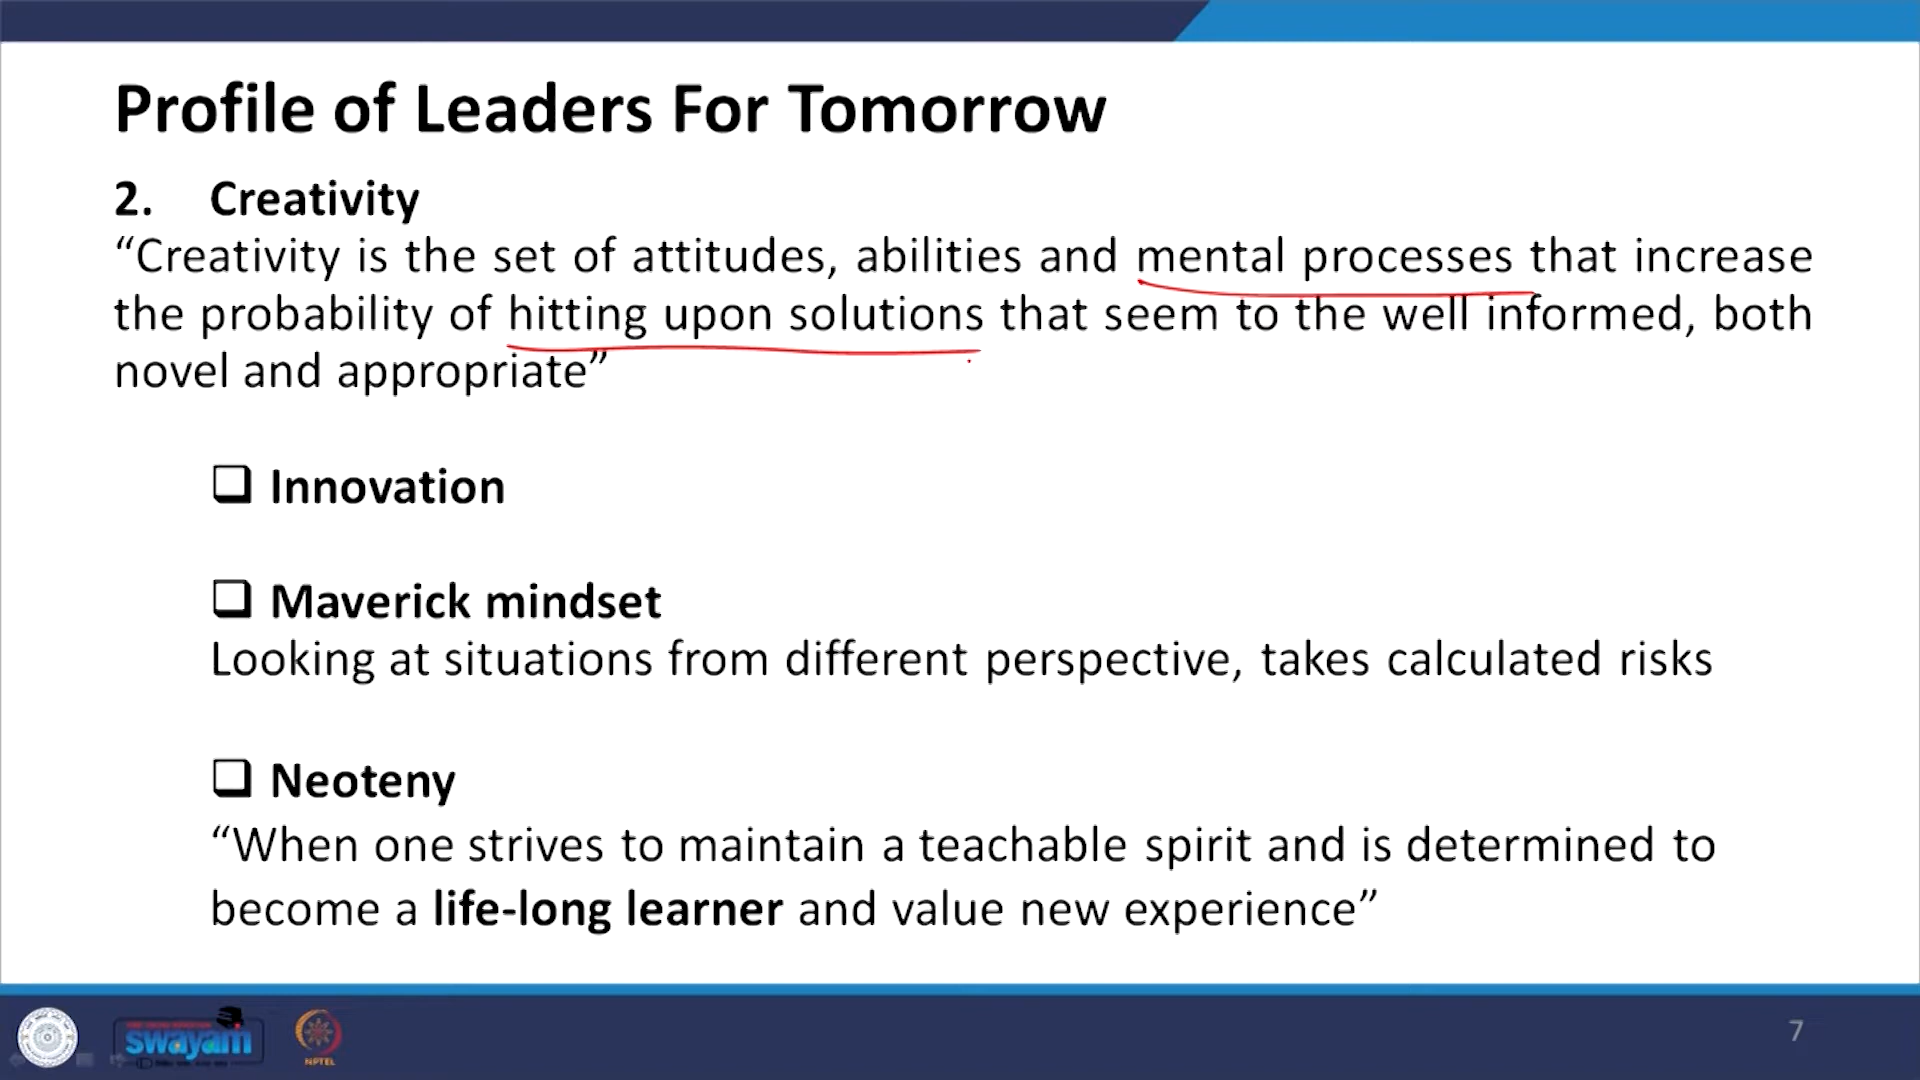 Profile of Leaders For Tomorrow
2. Creativity
“Creativity is the set of attitudes, abilities and mental processes that increase
the probability of hitting upon solutions that seem to the well informed, both
novel and appropriate”
❑ Innovation
❑ Maverick mindset
Looking at situations from different perspective, takes calculated risks
❑ Neoteny
“When one strives to maintain a teachable spirit and is determined to
become a life-long learner and value new experience”
swayam
NPTEL
7